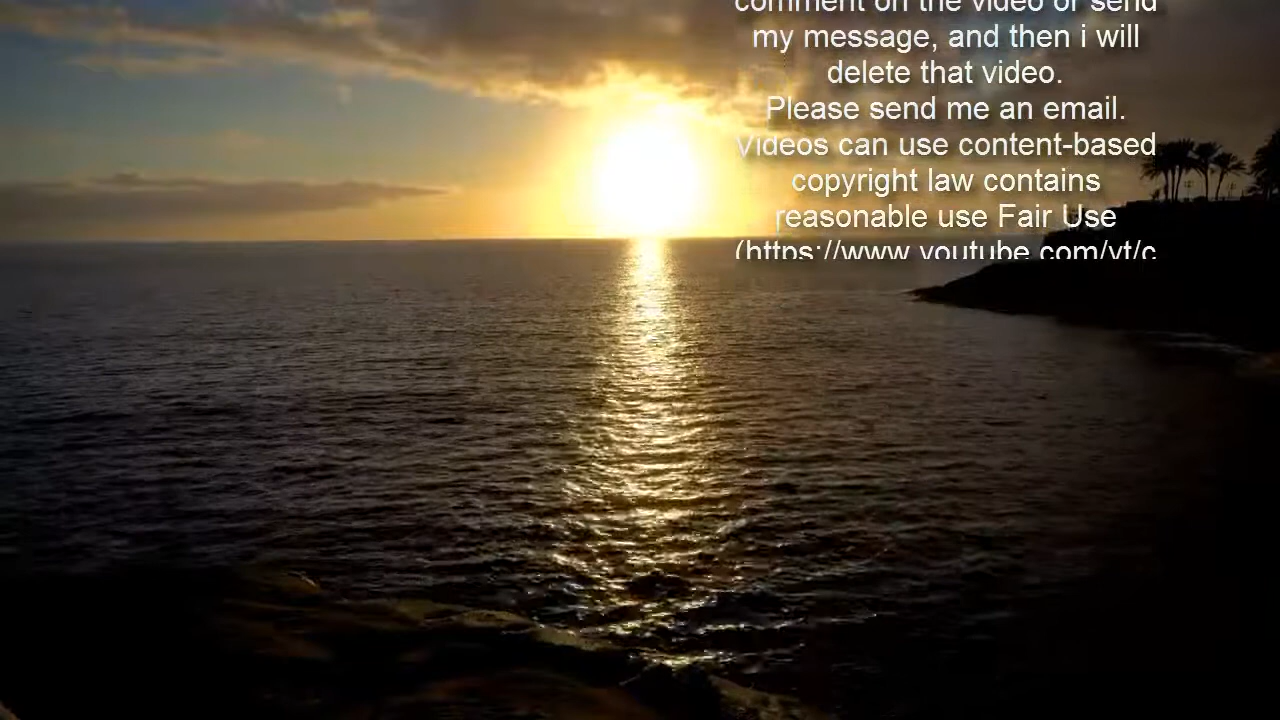 comment on the video or send
my message, and then i will
delete that video.
Please send me an email.
Videos can use content-based
copyright law contains
reasonable use Fair Use
(https://www.youtube.com/yt/c